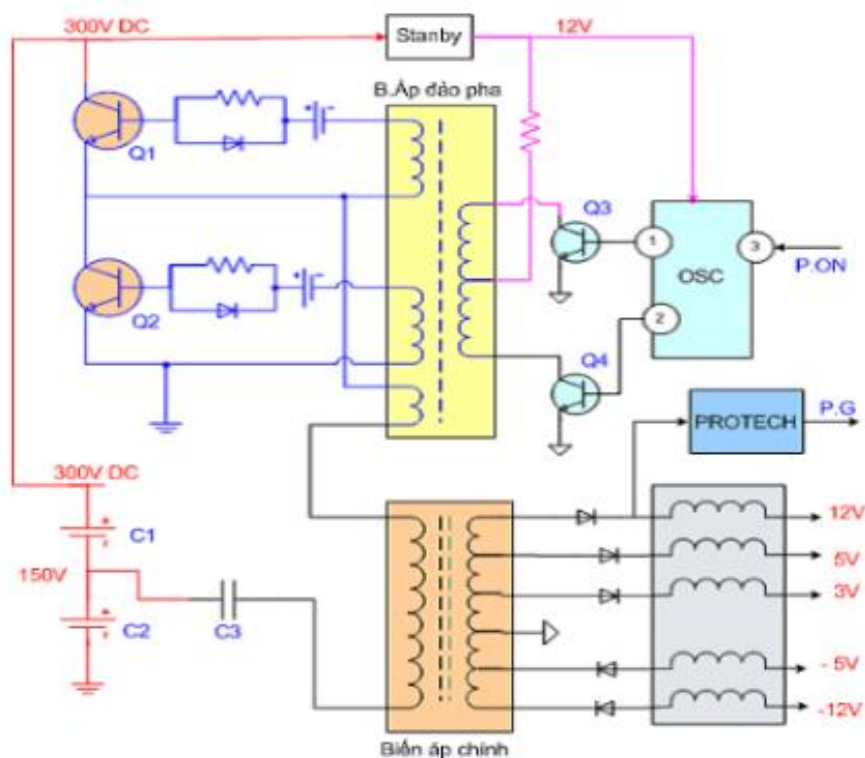 300V DC
Stanby
12V
B.Áp đảo pha
Q1
Q3
1
3
OSC
P.ON
2
Q2
Q4
PROTECH
P.G
300V DC
C1
150V
C2
C3
12V
5V
3V
- 5V
-12V
Biến áp chính